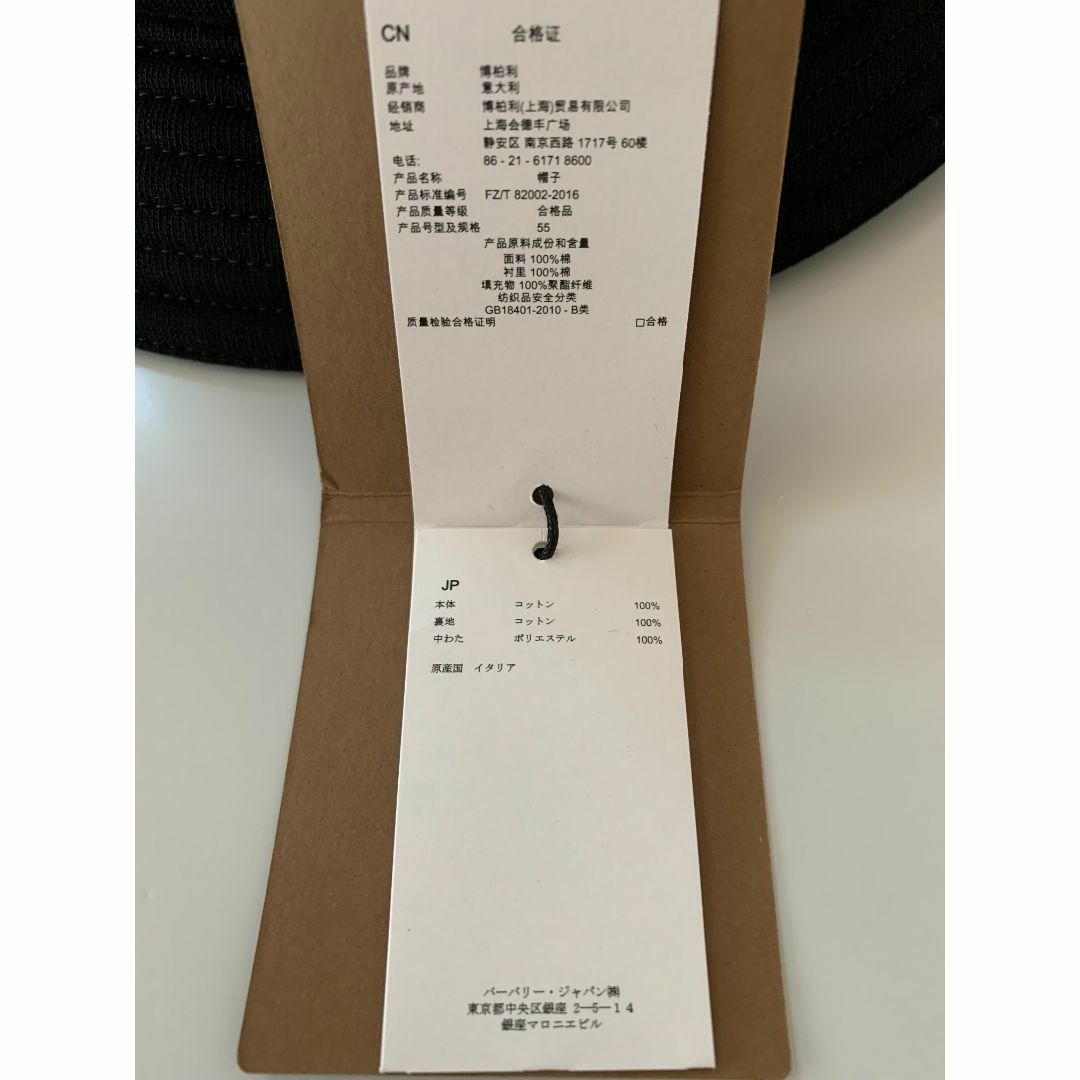 CN 合格证
品牌 博柏利
原产地 意大利
经销商 博柏利(上海)贸易有限公司
地址 上海会德丰广场
静安区 南京西路 1717号 60楼
电话: 86 - 21 - 6171 8600
产品名称 帽子
产品标准编号 FZ/T 82002-2016
产品质量等级 合格品
产品号型及规格 55
产品原料成份和含量
面料 100%棉
衬里 100%棉
填充物 100%聚酯纤维
纺织品安全分类
GB18401-2010 - B类
质量检验合格证明 □合格
JP
本体 コットン 100%
裏地 コットン 100%
中わた ポリエステル 100%
原産国 イタリア
バーバリー・ジャパン㈱
東京都中央区銀座 2―5―14
銀座マロニエビル